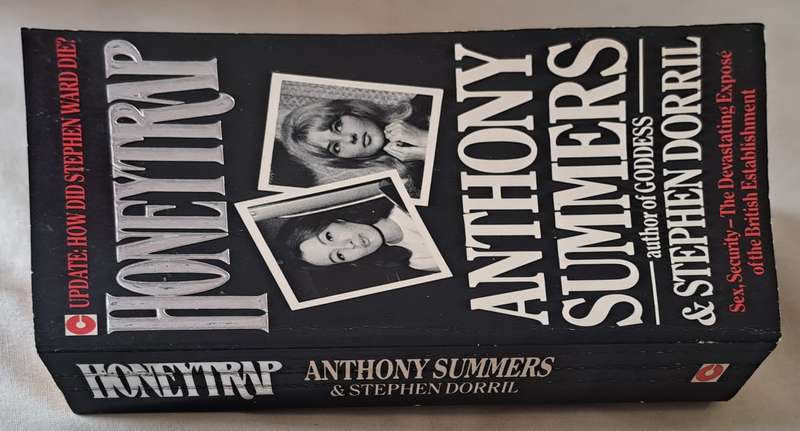 UPDATE: HOW DID STEPHEN WARD DIE?
HONEYTRAP
ANTHONY
SUMMERS
author of GODDESS
& STEPHEN DORRIL
Sex, Security – The Devastating Exposé
of the British Establishment
HONEYTRAP
ANTHONY SUMMERS
& STEPHEN DORRIL